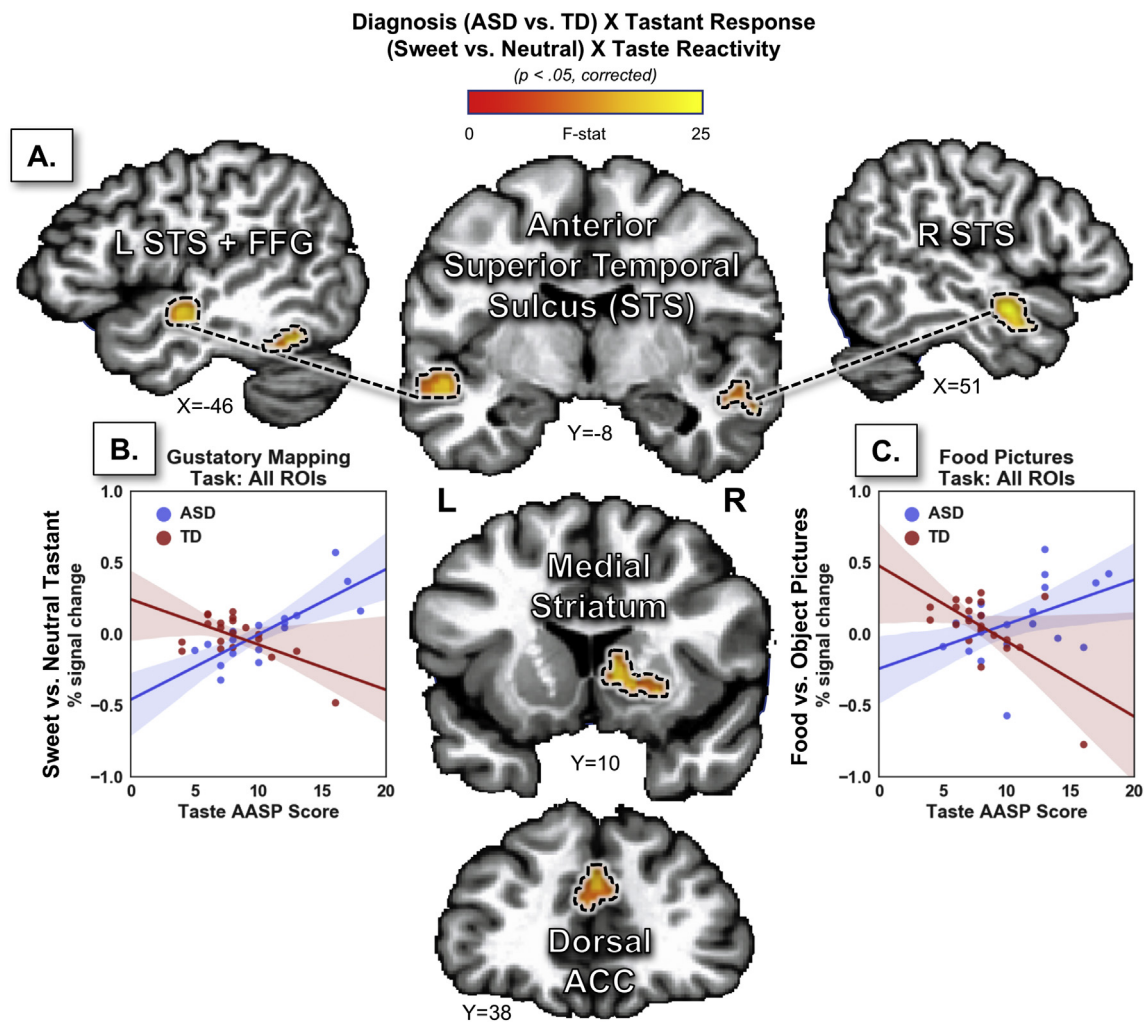 Diagnosis (ASD vs. TD) X Tastant Response
(Sweet vs. Neutral) X Taste Reactivity
(p < .05, corrected)
0 F-stat 25
A.
L STS + FFG
Anterior
Superior Temporal
Sulcus (STS)
R STS
X=-46
Y=-8
X=51
B.
Gustatory Mapping
Task: All ROIs
Sweet vs. Neutral Tastant
% signal change
1.0
0.5
0.0
−0.5
−1.0
ASD
TD
0 5 10 15 20
Taste AASP Score
L R
Medial
Striatum
Y=10
C.
Food Pictures
Task: All ROIs
Food vs. Object Pictures
% signal change
1.0
0.5
0.0
−0.5
−1.0
ASD
TD
0 5 10 15 20
Taste AASP Score
Dorsal
ACC
Y=38